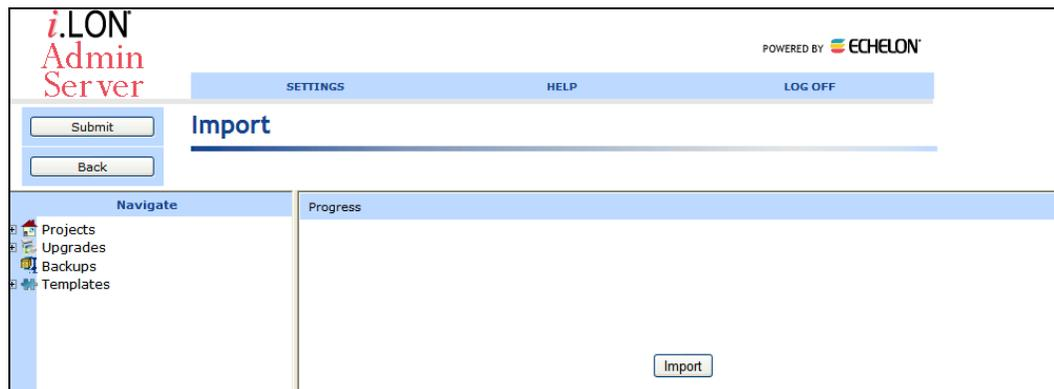 i.LON®
Admin
Server
POWERED BY ECHELON®
SETTINGS HELP LOG OFF
Submit
Import
Back
Navigate
Progress
Projects
Upgrades
Backups
Templates
Import